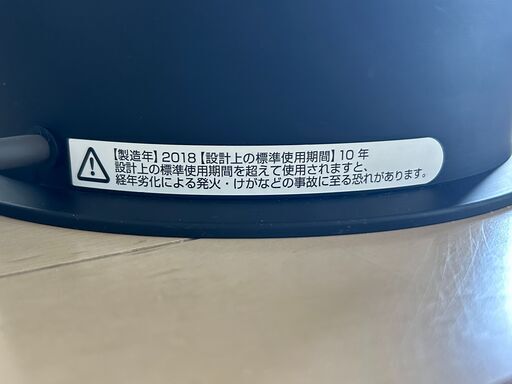 【製造年】2018【設計上の標準使用期間】10年
設計上の標準使用期間を超えて使用されますと、
経年劣化による発火・けがなどの事故に至る恐れがあります。